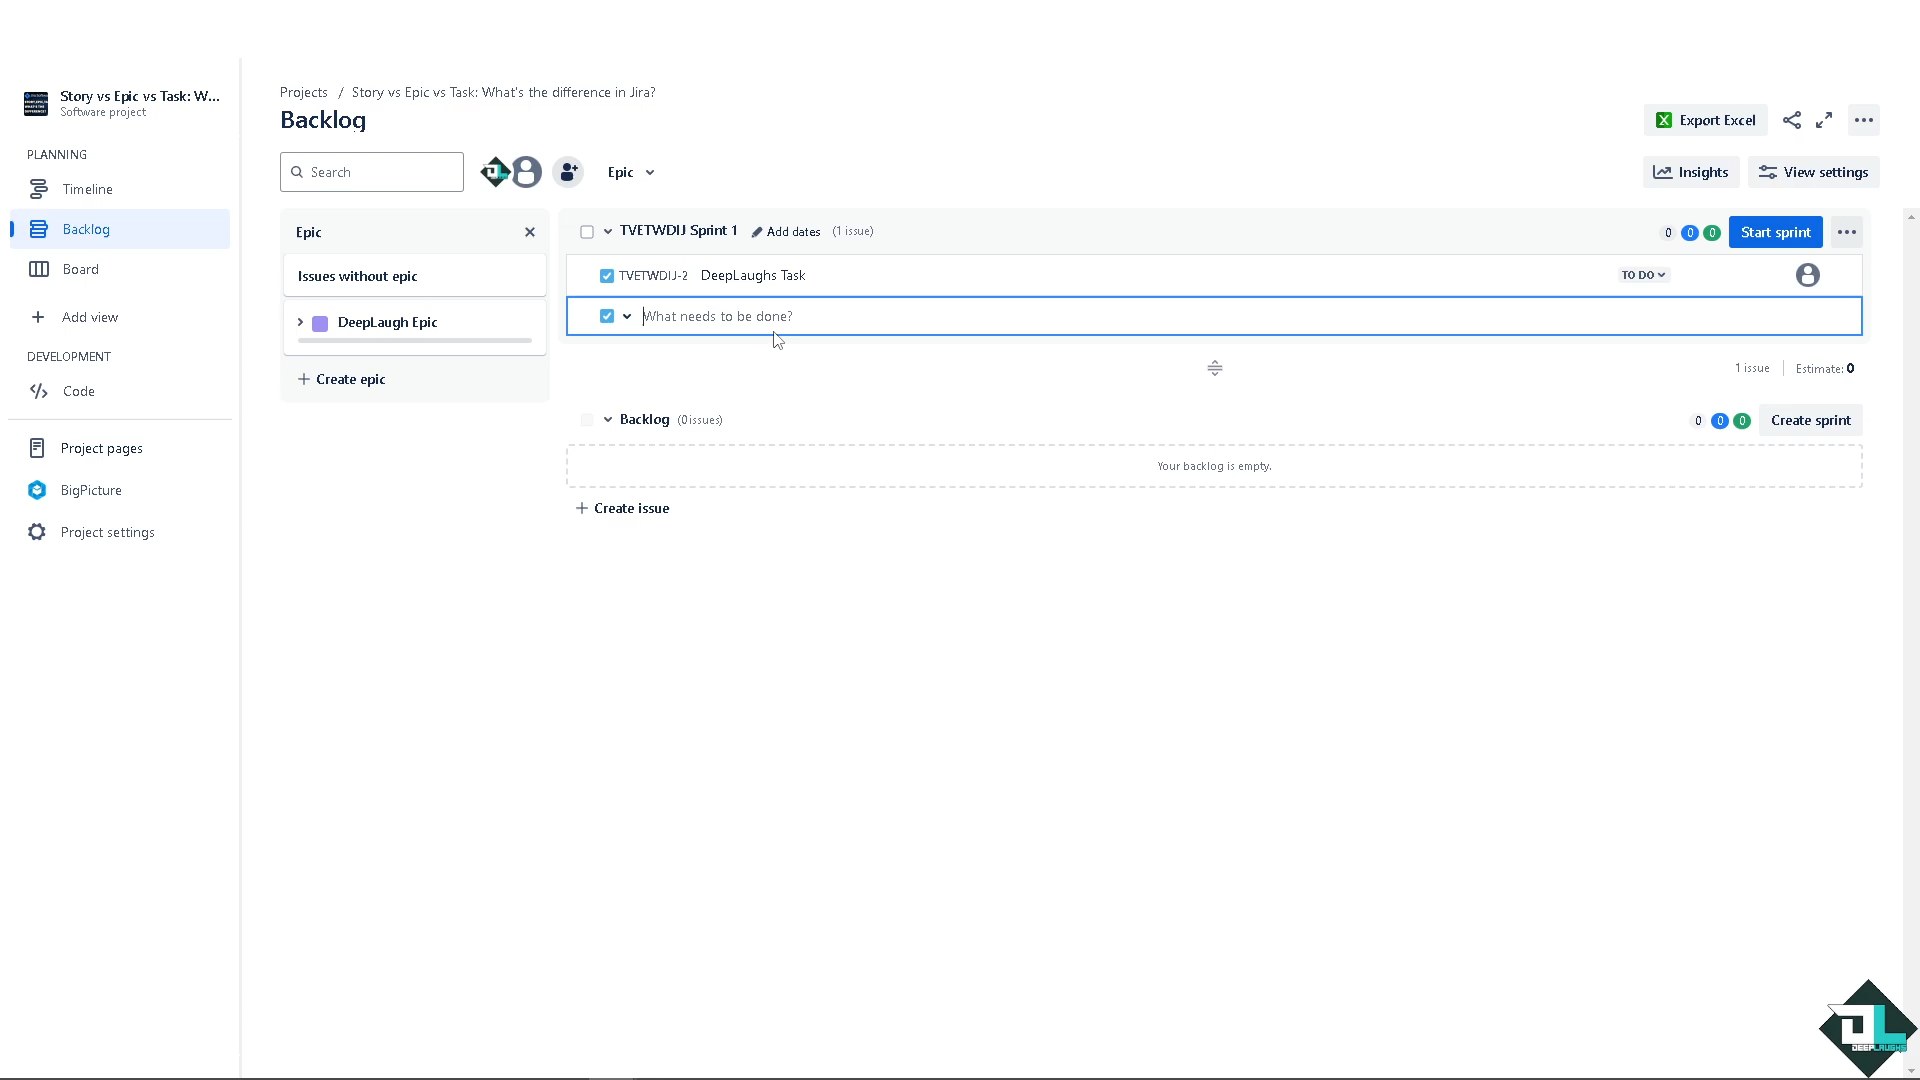 Story vs Epic vs Task: W...
Software project
PLANNING
Timeline
Backlog
Board
Add view
DEVELOPMENT
Code
Project pages
BigPicture
Project settings
Projects / Story vs Epic vs Task: What's the difference in Jira?
Backlog
Export Excel
Search
Epic
Insights
View settings
Epic
Issues without epic
DeepLaugh Epic
Create epic
TVETWDIJ Sprint 1 Add dates (1 issue)
0 0 0 Start sprint
TVETWDIJ-2 DeepLaughs Task
TO DO
What needs to be done?
1 issue Estimate: 0
Backlog (0 issues)
0 0 0 Create sprint
Your backlog is empty.
Create issue
DEEPLAUGHS